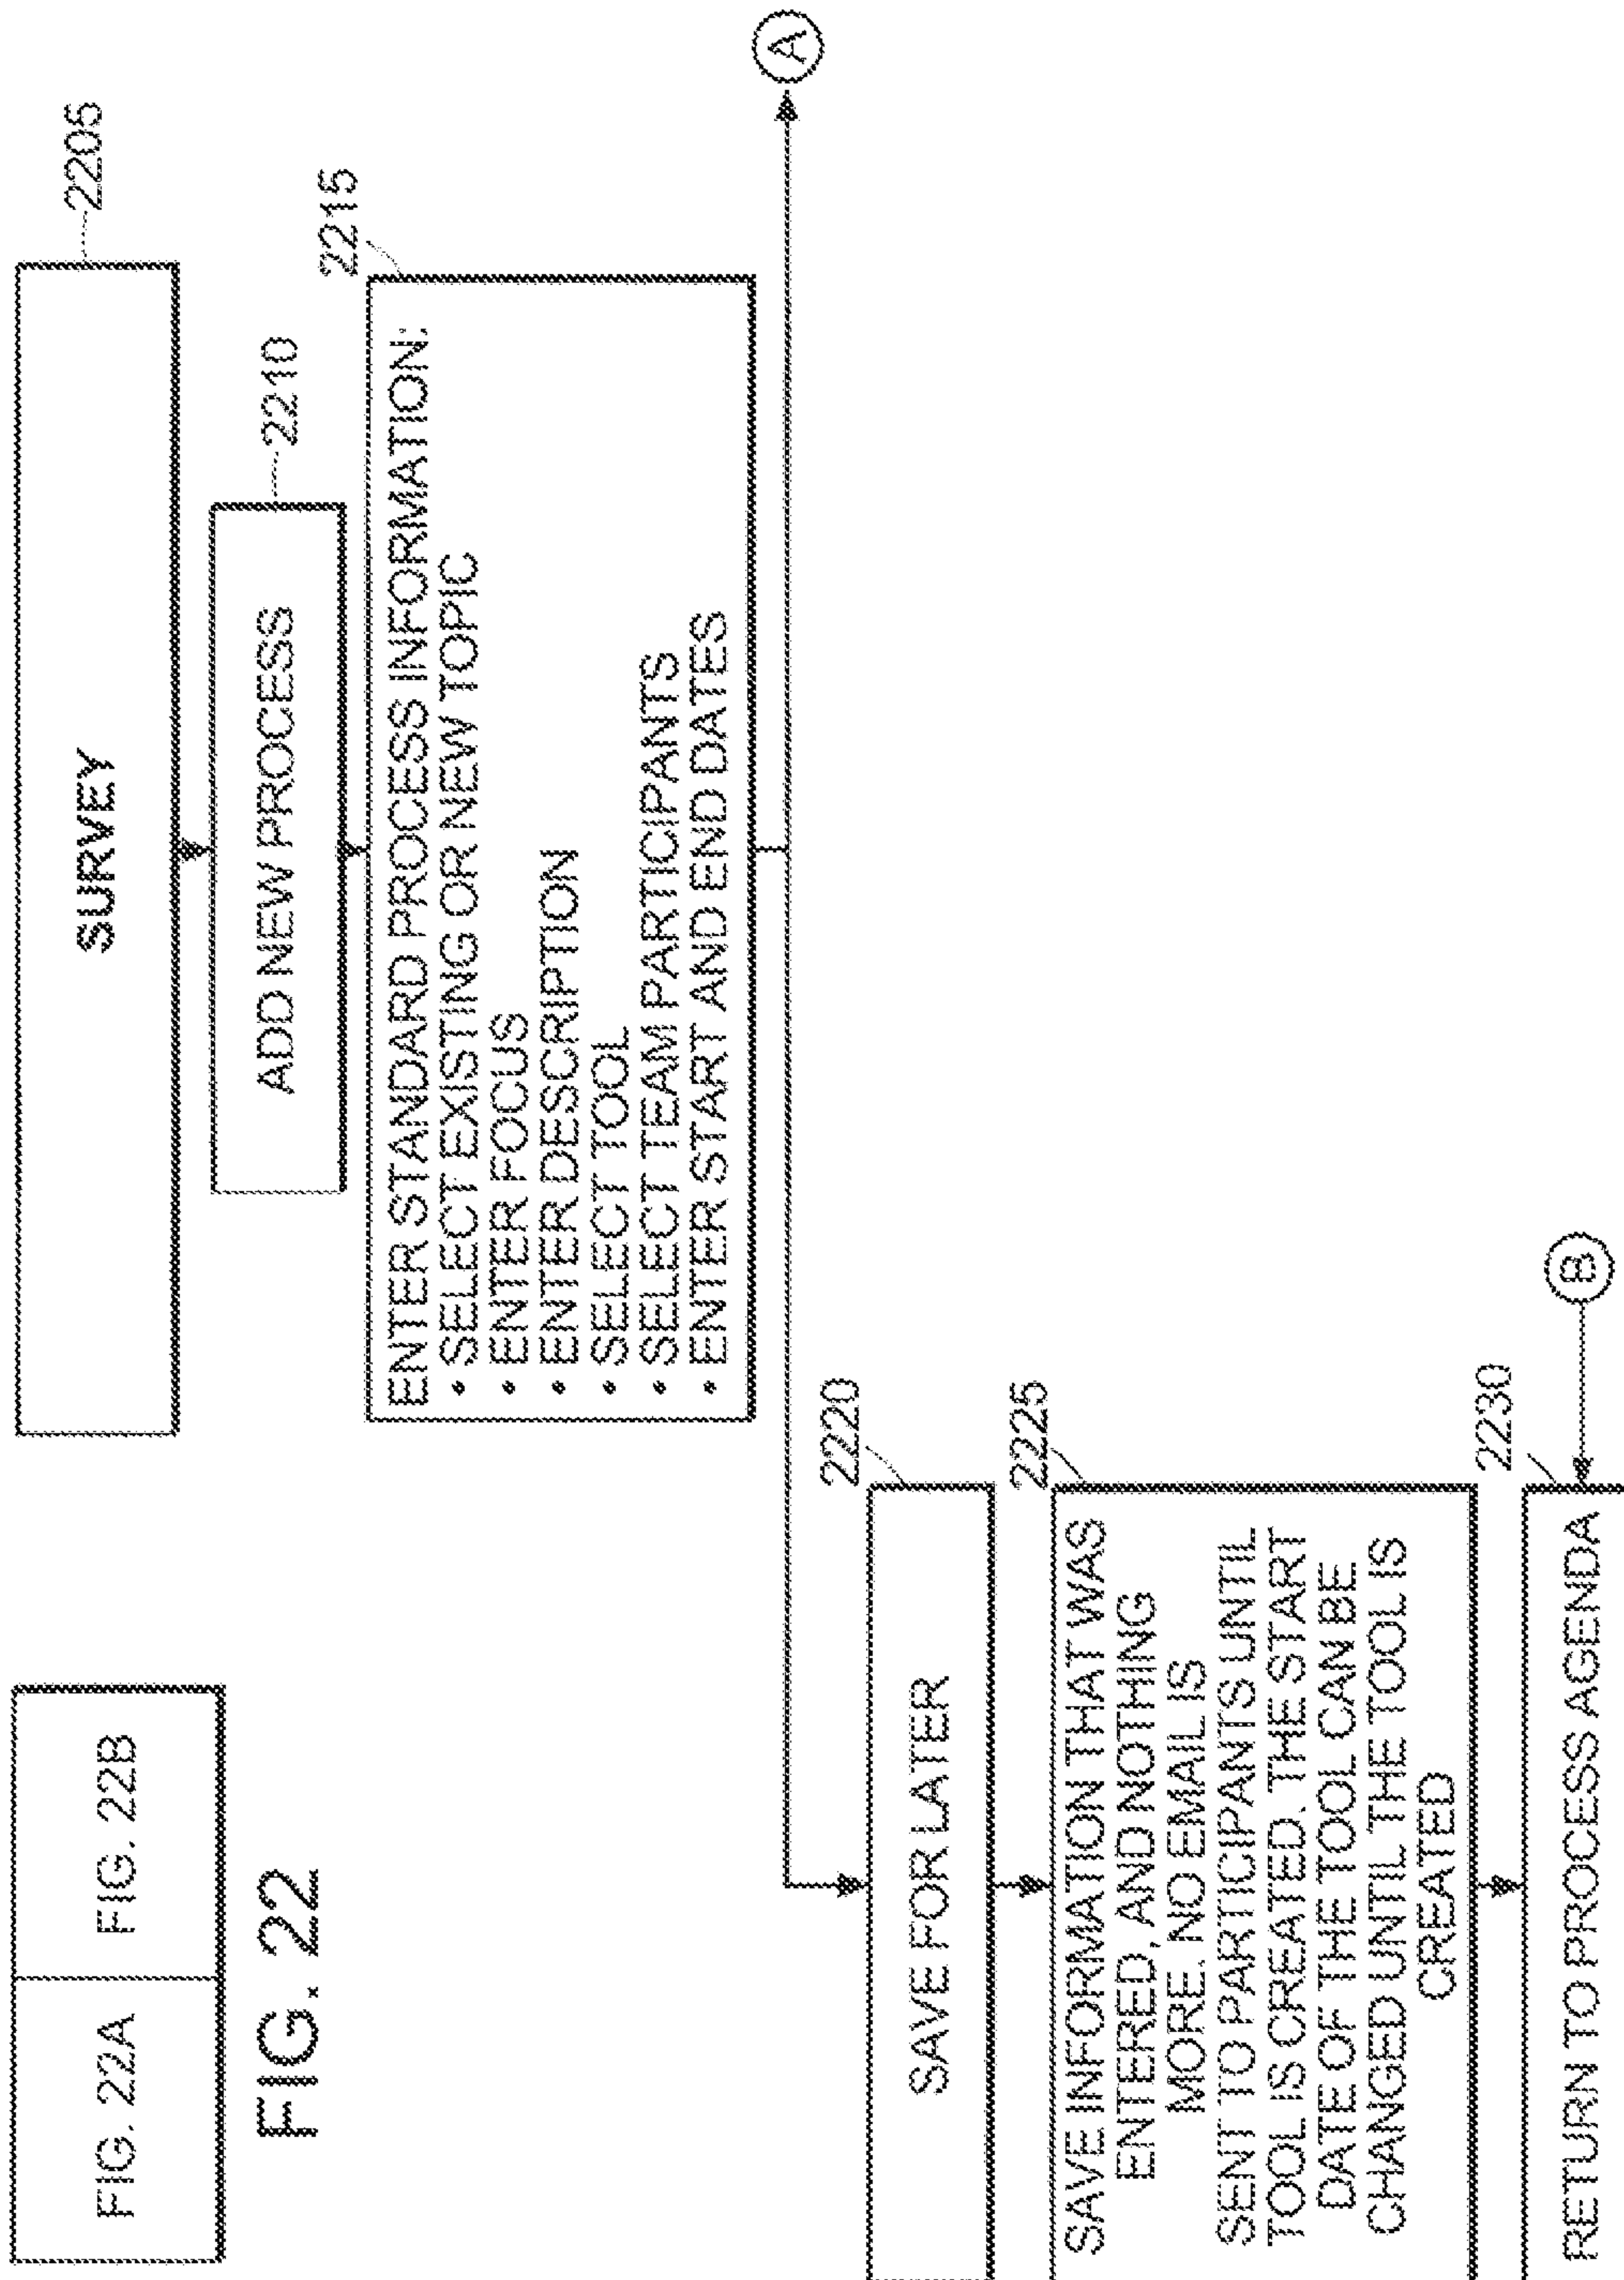 FIG. 22A
FIG. 22B
FIG. 22
SURVEY
2205
ADD NEW PROCESS
2210
2215
ENTER STANDARD PROCESS INFORMATION:
• SELECT EXISTING OR NEW TOPIC
• ENTER FOCUS
• ENTER DESCRIPTION
• SELECT TOOL
• SELECT TEAM PARTICIPANTS
• ENTER START AND END DATES
A
2220
SAVE FOR LATER
2225
SAVE INFORMATION THAT WAS
ENTERED, AND NOTHING
MORE. NO EMAIL IS
SENT TO PARTICIPANTS UNTIL
TOOL IS CREATED. THE START
DATE OF THE TOOL CAN BE
CHANGED UNTIL THE TOOL IS
CREATED
2230
RETURN TO PROCESS AGENDA
B